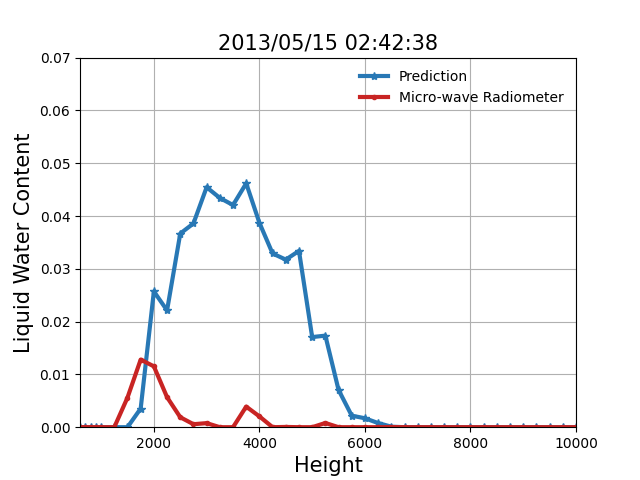 2013/05/15 02:42:38
0.07
0.06
0.05
0.04
0.03
0.02
0.01
0.00
Liquid Water Content
Prediction
Micro-wave Radiometer
2000 4000 6000 8000 10000
Height